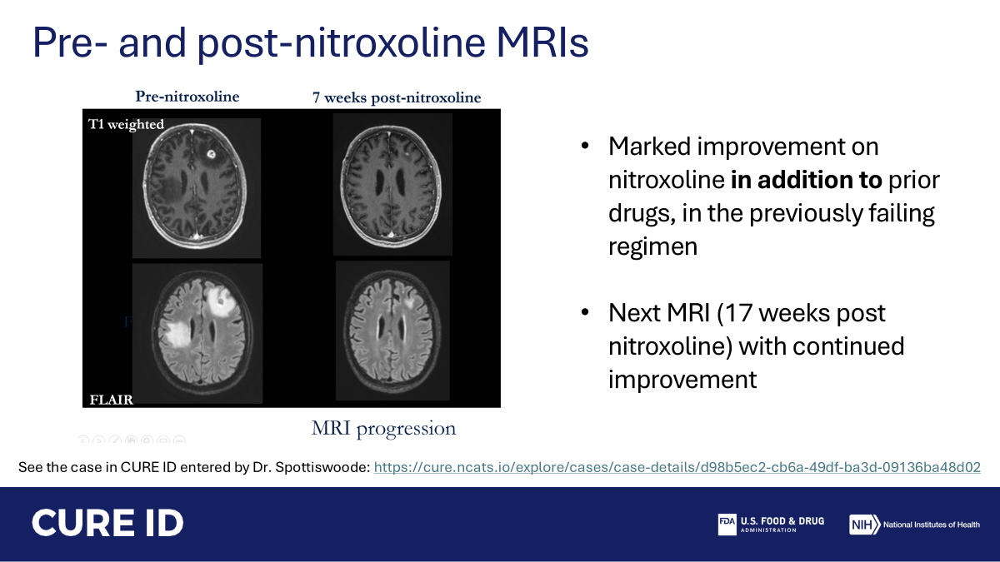 Pre- and post-nitroxoline MRIs
Pre-nitroxoline
7 weeks post-nitroxoline
T1 weighted
F
FLAIR
MRI progression
• Marked improvement on
nitroxoline in addition to prior
drugs, in the previously failing
regimen
• Next MRI (17 weeks post
nitroxoline) with continued
improvement
See the case in CURE ID entered by Dr. Spottiswoode: https://cure.ncats.io/explore/cases/case-details/d98b5ec2-cb6a-49df-ba3d-09136ba48d02
CURE ID
FDA U.S. FOOD & DRUG
ADMINISTRATION
NIH National Institutes of Health